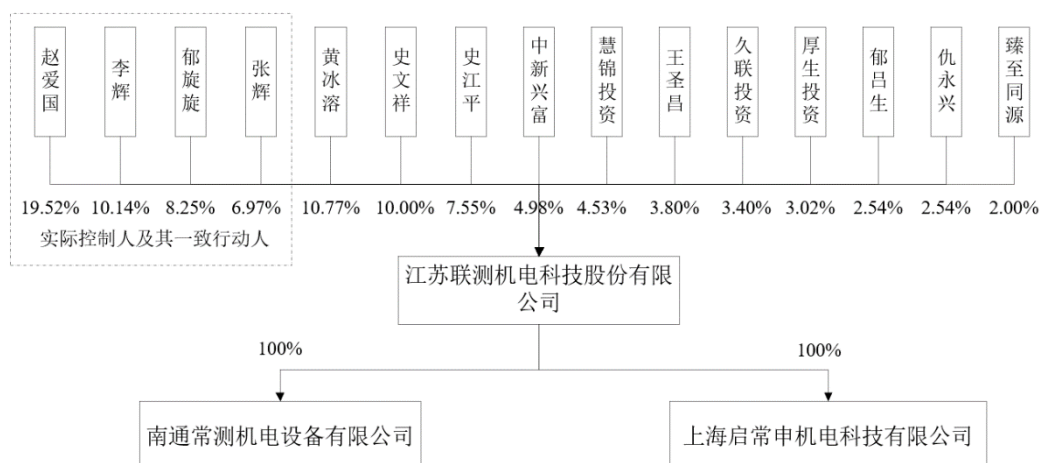 赵爱国
李辉
郁旋旋
张辉
黄冰溶
史文祥
史江平
中新兴富
慧锦投资
王圣昌
久联投资
厚生投资
郁吕生
仇永兴
臻至同源
19.52% 10.14% 8.25% 6.97% 10.77% 10.00% 7.55% 4.98% 4.53% 3.80% 3.40% 3.02% 2.54% 2.54% 2.00%
实际控制人及其一致行动人
江苏联测机电科技股份有限
公司
100% 100%
南通常测机电设备有限公司
上海启常申机电科技有限公司